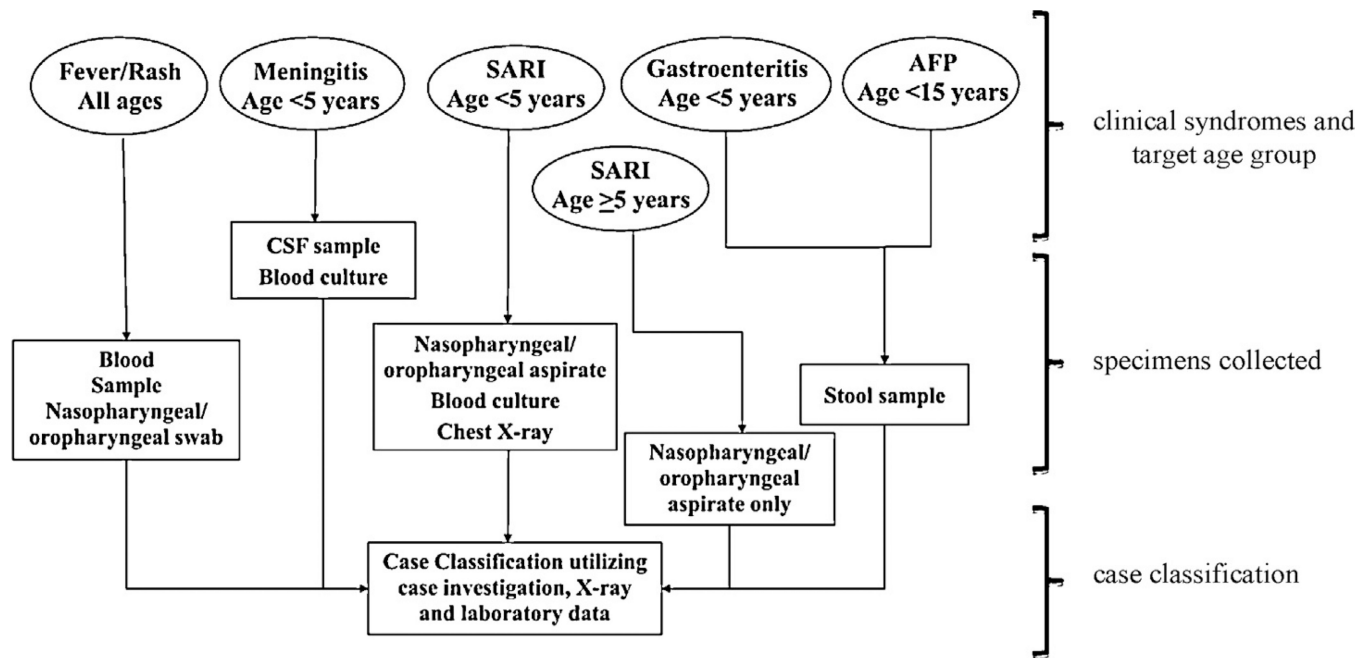 Fever/Rash
All ages
Meningitis
Age <5 years
SARI
Age <5 years
Gastroenteritis
Age <5 years
AFP
Age <15 years
SARI
Age ≥5 years
clinical syndromes and
target age group
CSF sample
Blood culture
Blood
Sample
Nasopharyngeal/
oropharyngeal swab
Nasopharyngeal/
oropharyngeal aspirate
Blood culture
Chest X-ray
Nasopharyngeal/
oropharyngeal
aspirate only
Stool sample
specimens collected
Case Classification utilizing
case investigation, X-ray
and laboratory data
case classification